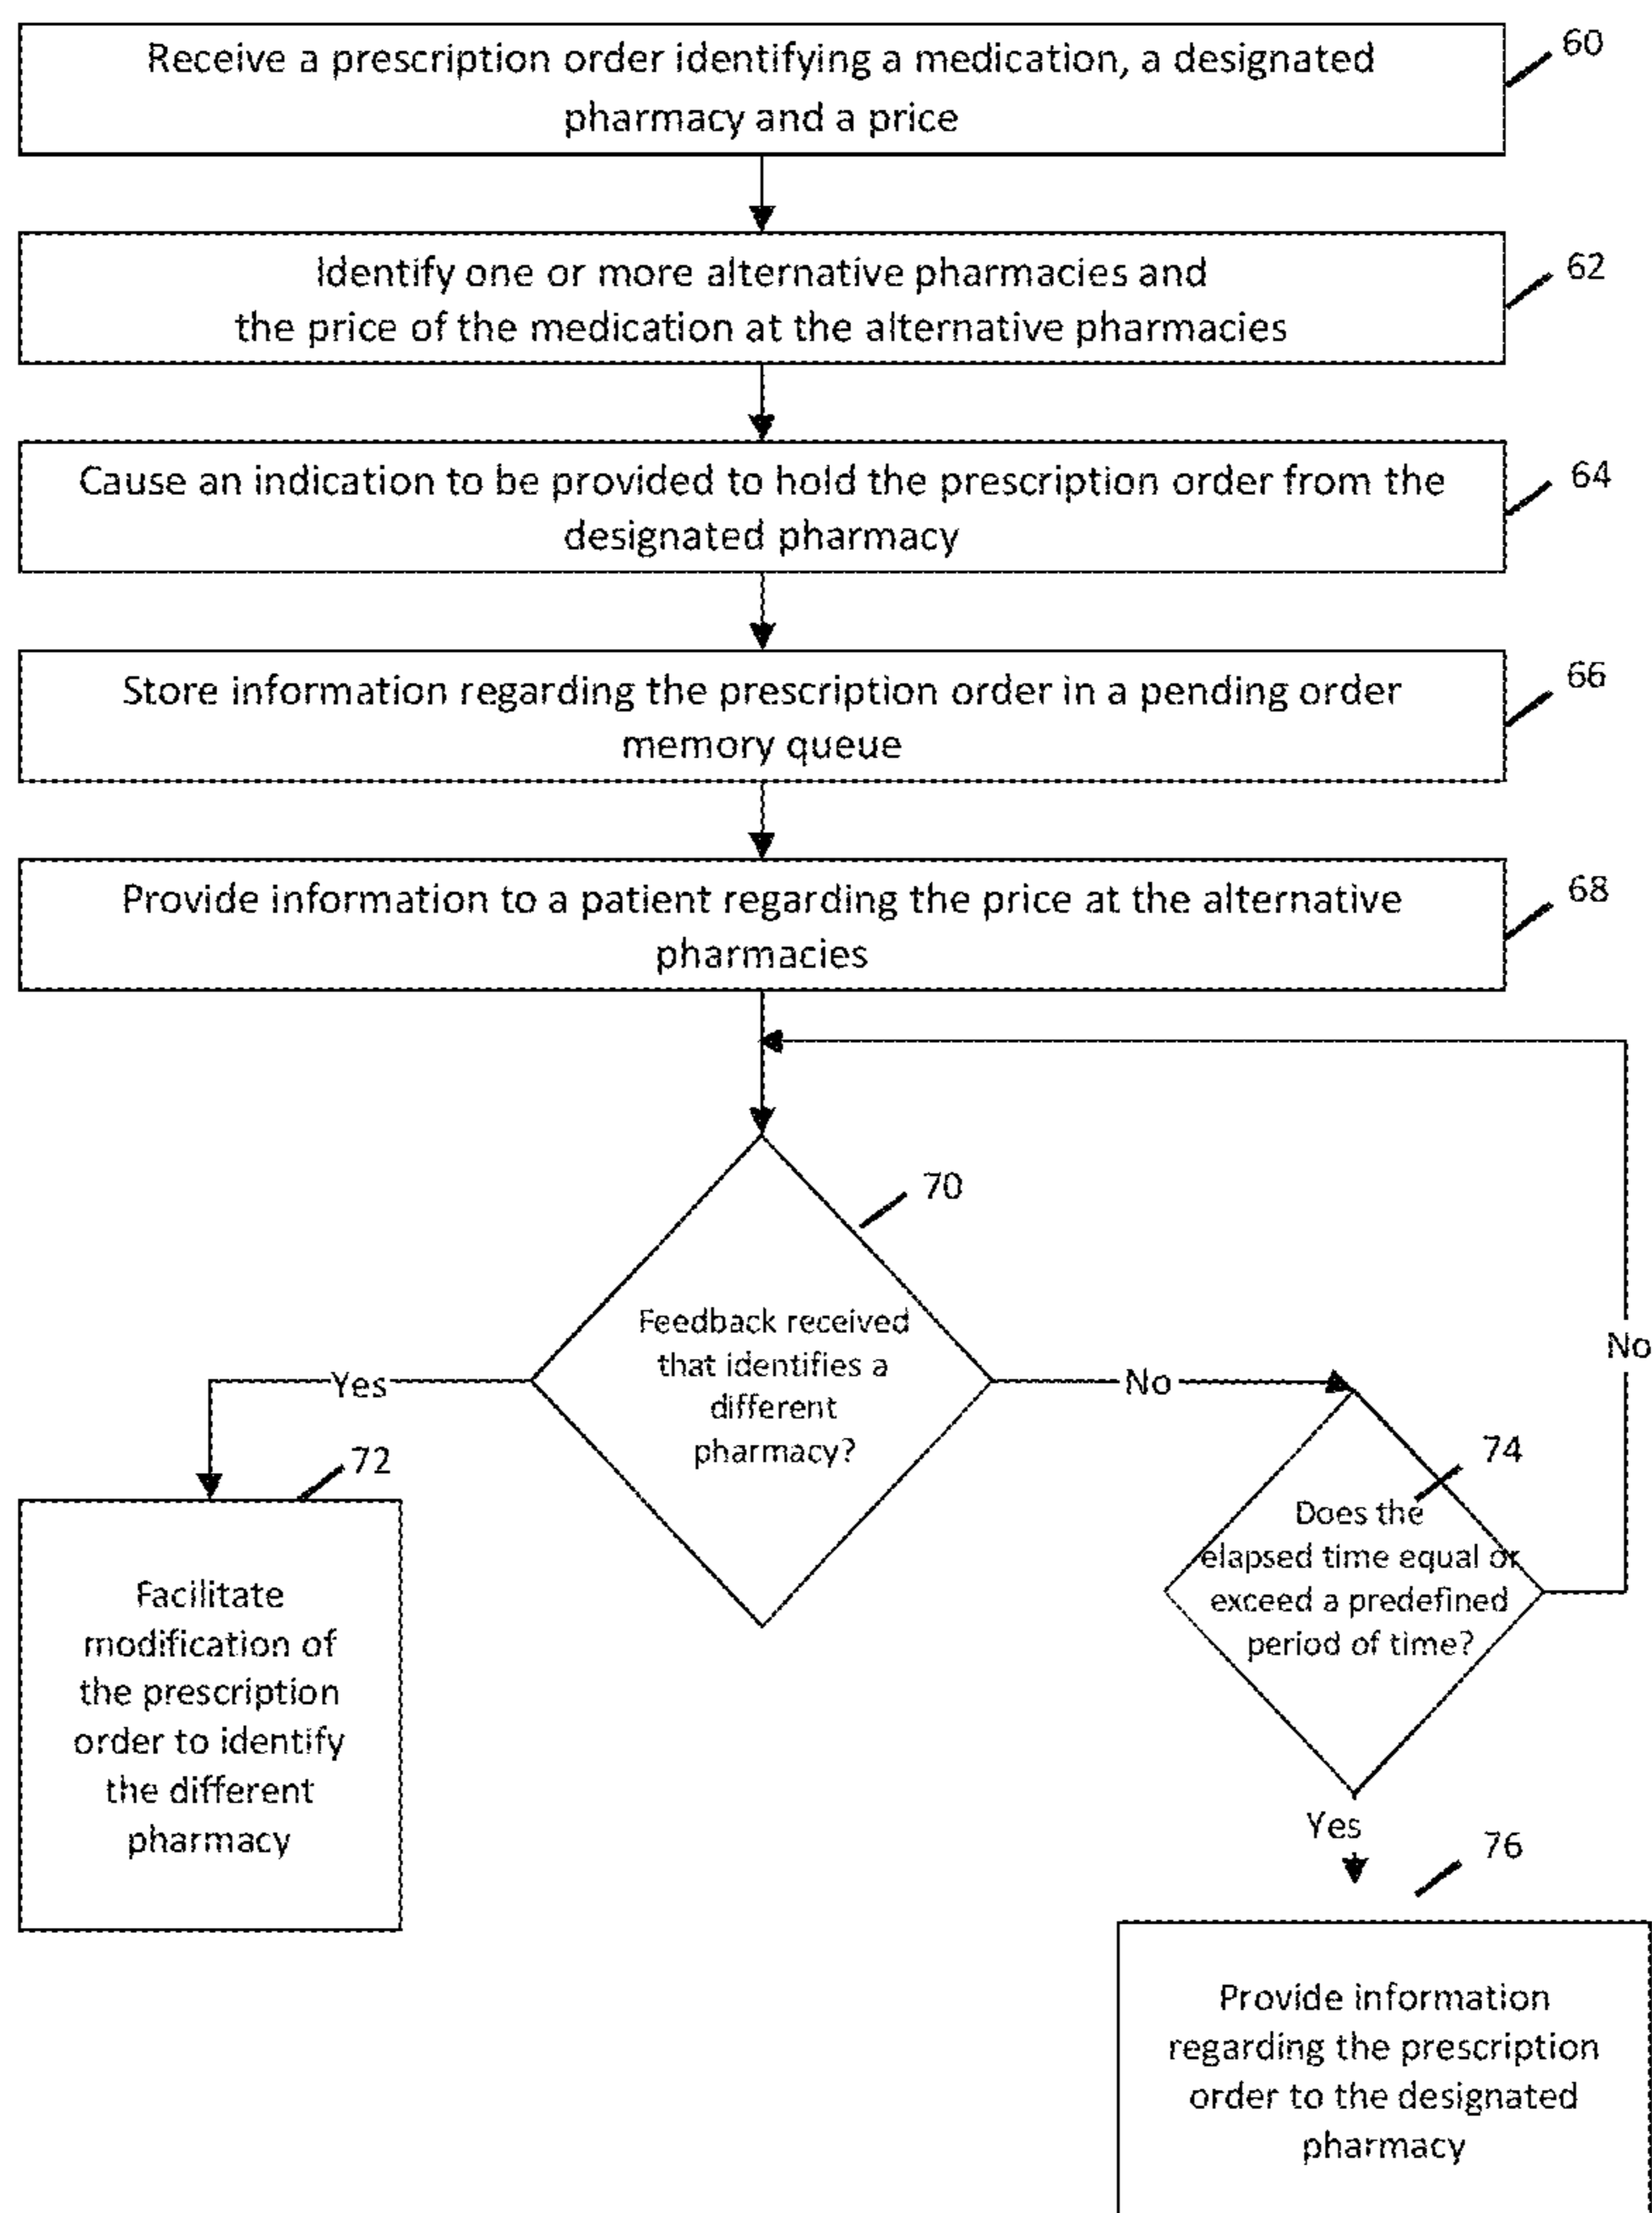 Receive a prescription order identifying a medication, a designated
pharmacy and a price
60
Identify one or more alternative pharmacies and
the price of the medication at the alternative pharmacies
62
Cause an indication to be provided to hold the prescription order from the
designated pharmacy
64
Store information regarding the prescription order in a pending order
memory queue
66
Provide information to a patient regarding the price at the alternative
pharmacies
68
70
Feedback received
that identifies a
different
pharmacy?
Yes
No
No
72
Facilitate
modification of
the prescription
order to identify
the different
pharmacy
74
Does the
elapsed time equal or
exceed a predefined
period of time?
Yes
76
Provide information
regarding the prescription
order to the designated
pharmacy